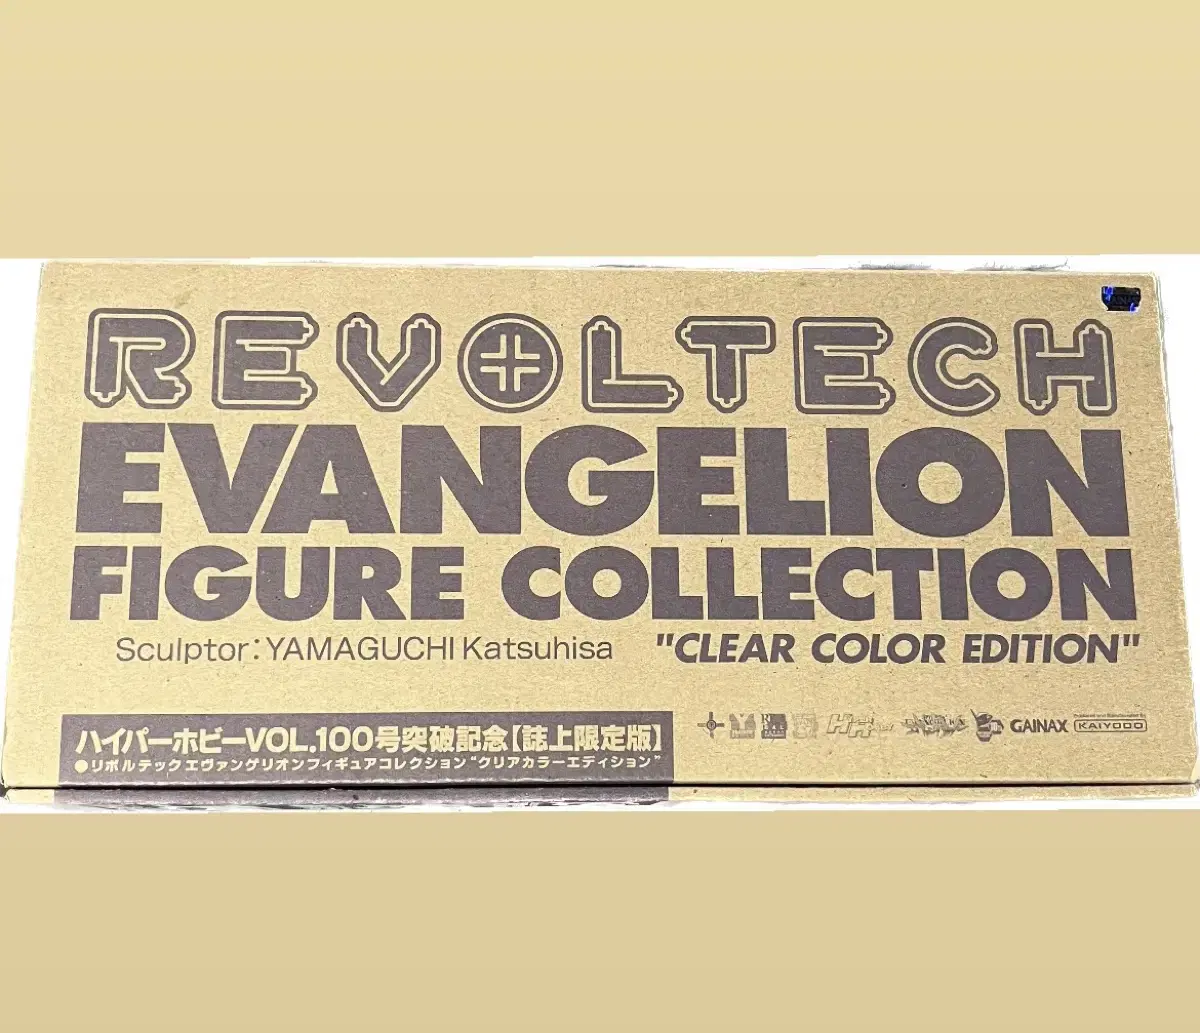 REVOLTECH
EVANGELION
FIGURE COLLECTION
Sculptor:YAMAGUCHI Katsuhisa "CLEAR COLOR EDITION"
ハイパーホビーVOL.100号突破記念【誌上限定版】
●リボルテックエヴァンゲリオンフィギュアコレクション“クリアカラーエディション”
GAINAX KAIYODO